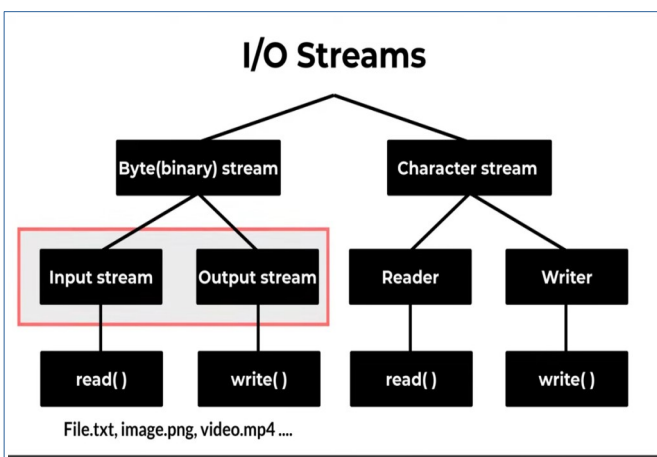 I/O Streams
Byte(binary) stream
Character stream
Input stream
Output stream
Reader
Writer
read( )
write( )
read( )
write( )
File.txt, image.png, video.mp4 ....